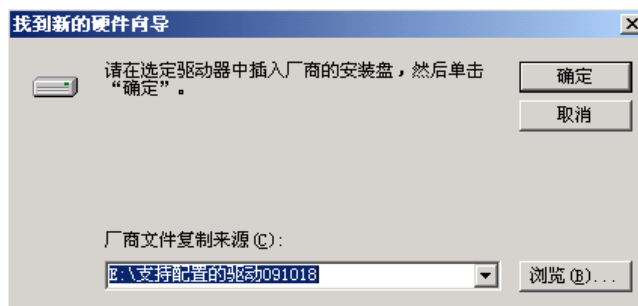 找到新的硬件向导
请在选定驱动器中插入厂商的安装盘，然后单击
“确定”。
确定
取消
厂商文件复制来源(C):
E:\支持配置的驱动091018
浏览(B)...